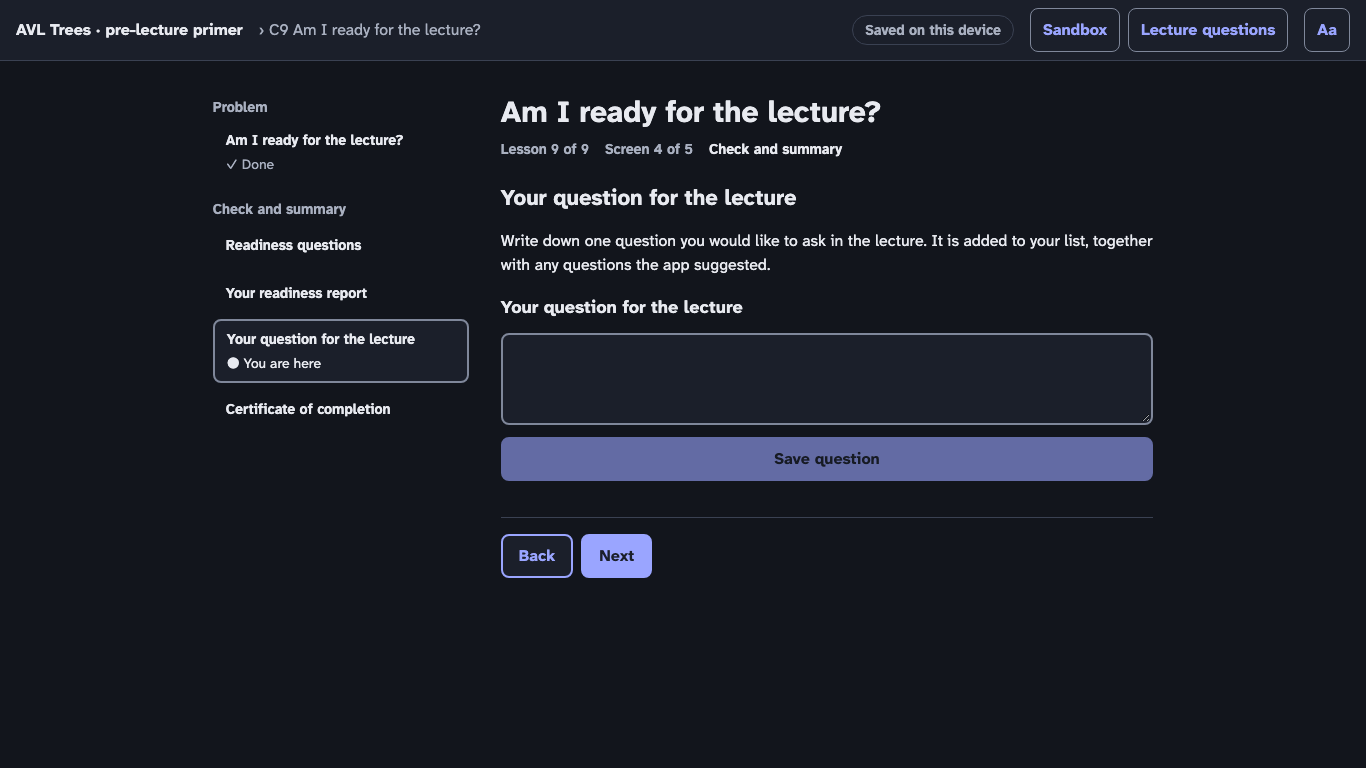 AVL Trees · pre-lecture primer › C9 Am I ready for the lecture? Saved on this device Sandbox Lecture questions Aa
Problem
Am I ready for the lecture?
✓ Done
Check and summary
Readiness questions
Your readiness report
Your question for the lecture
You are here
Certificate of completion
Am I ready for the lecture?
Lesson 9 of 9 Screen 4 of 5 Check and summary
Your question for the lecture
Write down one question you would like to ask in the lecture. It is added to your list, together
with any questions the app suggested.
Your question for the lecture
Save question
Back Next